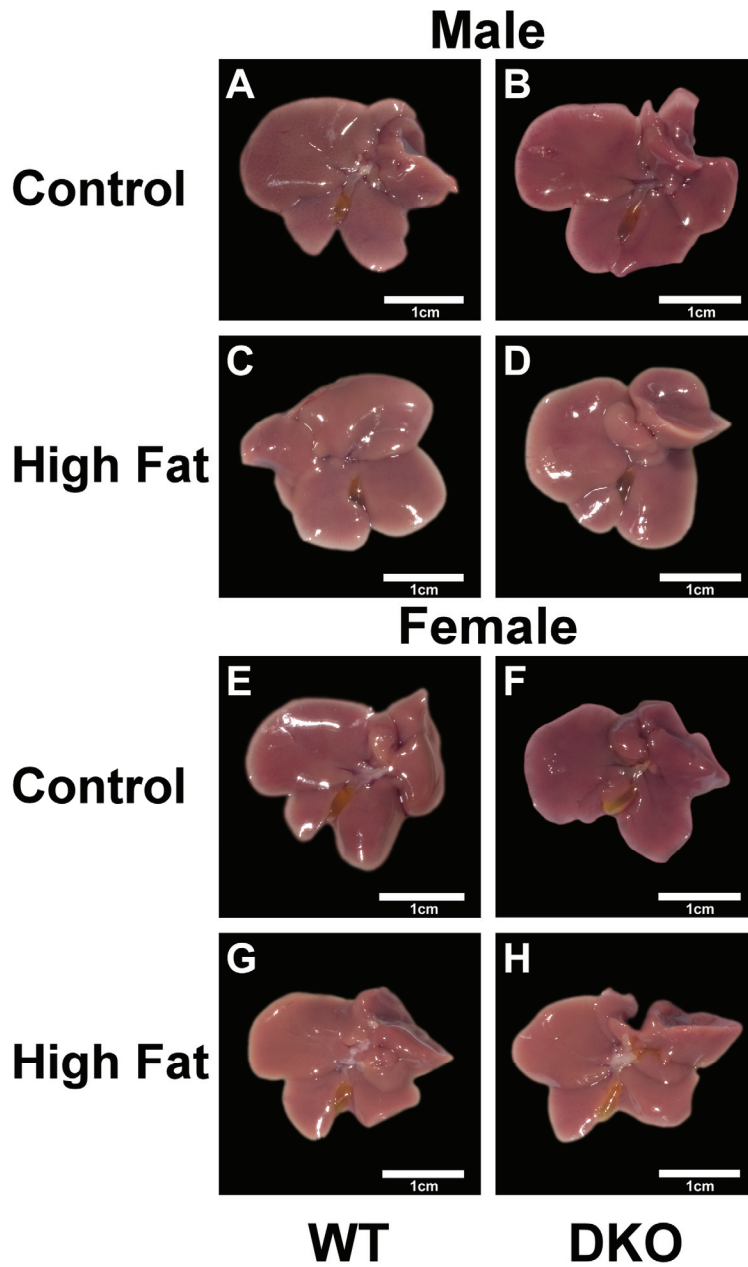 Male
A
B
Control
1cm
1cm
C
D
High Fat
1cm
1cm
Female
E
F
Control
1cm
1cm
G
H
High Fat
1cm
1cm
WT
DKO